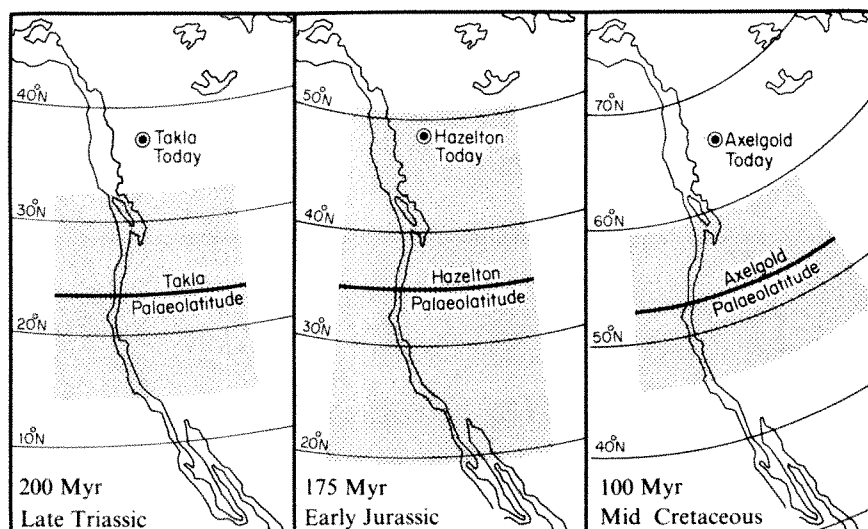 40°N
Takla
Today
30°N
Takla
Palaeolatitude
20°N
10°N
200 Myr
Late Triassic
50°N
Hazelton
Today
40°N
Hazelton
Palaeolatitude
30°N
20°N
175 Myr
Early Jurassic
70°N
Axelgold
Today
60°N
Axelgold
Palaeolatitude
50°N
40°N
100 Myr
Mid Cretaceous